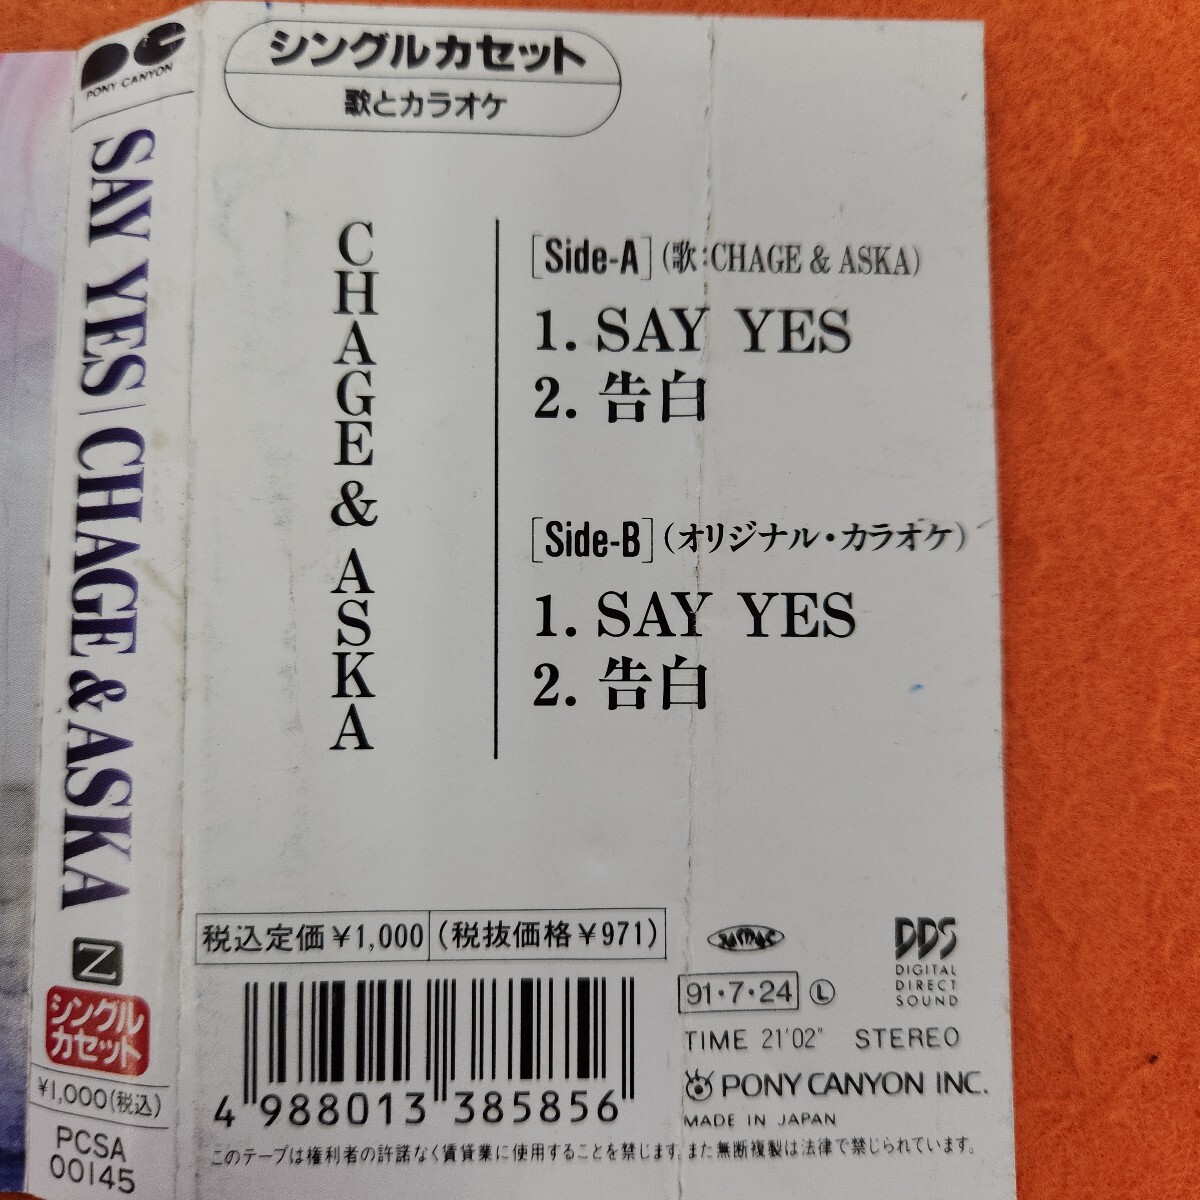 PONY CANYON
SAY YES/CHAGE & ASKA
Z
シングル
カセット
¥1,000(税込)
PCSA
00145
シングルカセット
歌とカラオケ
CHAGE & ASKA
[Side-A](歌:CHAGE & ASKA)
1. SAY YES
2. 告白
[Side-B](オリジナル・カラオケ)
1. SAY YES
2. 告白
税込定価¥1,000 (税抜価格¥971)
4 988013 385856
JASRAC
91・7・24 Ⓛ
DDS
DIGITAL
DIRECT
SOUND
TIME 21'02" STEREO
PONY CANYON INC.
MADE IN JAPAN
このテープは権利者の許諾なく賃貸業に使用することを禁じます。また無断複製は法律で禁じられています。